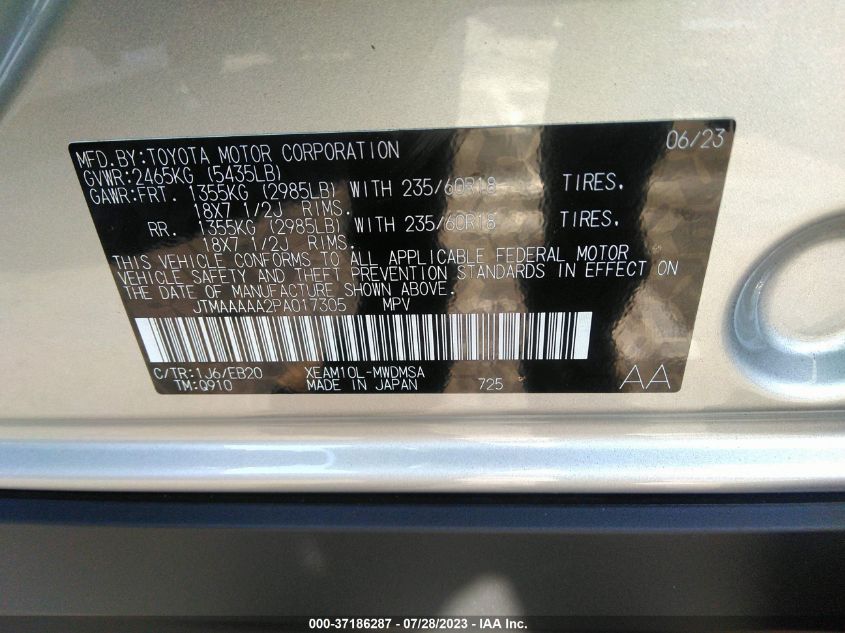 MFD.BY:TOYOTA MOTOR CORPORATION 06/23
GVWR:2465KG (5435LB)
GAWR:FRT. 1355KG (2985LB) WITH 235/60R18 TIRES.
18X7 1/2J RIMS.
RR. 1355KG (2985LB) WITH 235/60R18 TIRES.
18X7 1/2J RIMS.
THIS VEHICLE CONFORMS TO ALL APPLICABLE FEDERAL MOTOR
VEHICLE SAFETY AND THEFT PREVENTION STANDARDS IN EFFECT ON
THE DATE OF MANUFACTURE SHOWN ABOVE.
JTMAAAAA2PA017305 MPV
C/TR:1J6/EB20 XEAM10L-MWDMSA AA
TM:Q910 MADE IN JAPAN 725
000-37186287 - 07/28/2023 - IAA Inc.